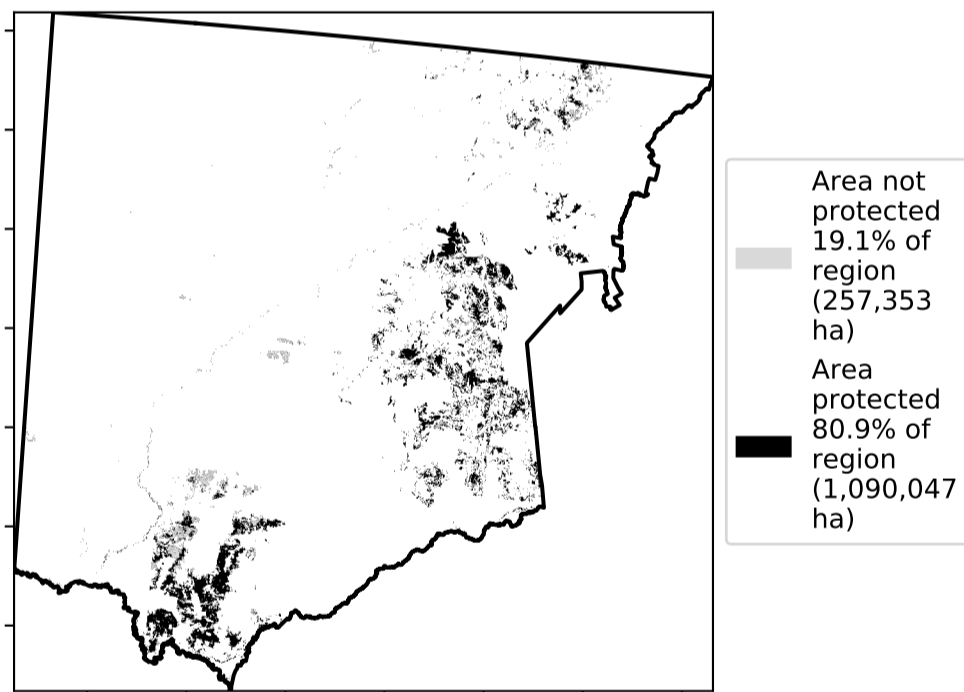 Area not
protected
19.1% of
region
(257,353
ha)
Area
protected
80.9% of
region
(1,090,047
ha)